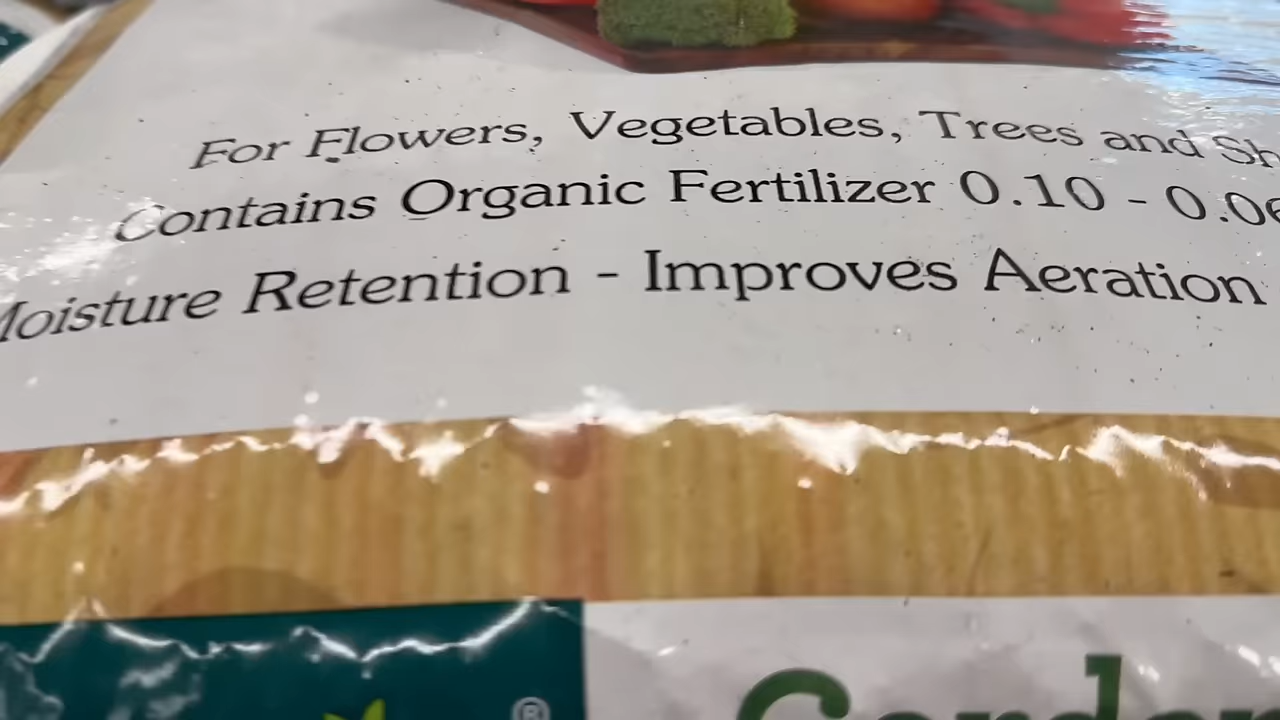 For Flowers, Vegetables, Trees and
Contains Organic Fertilizer 0.10 -
Moisture Retention - Improves Aeration
®